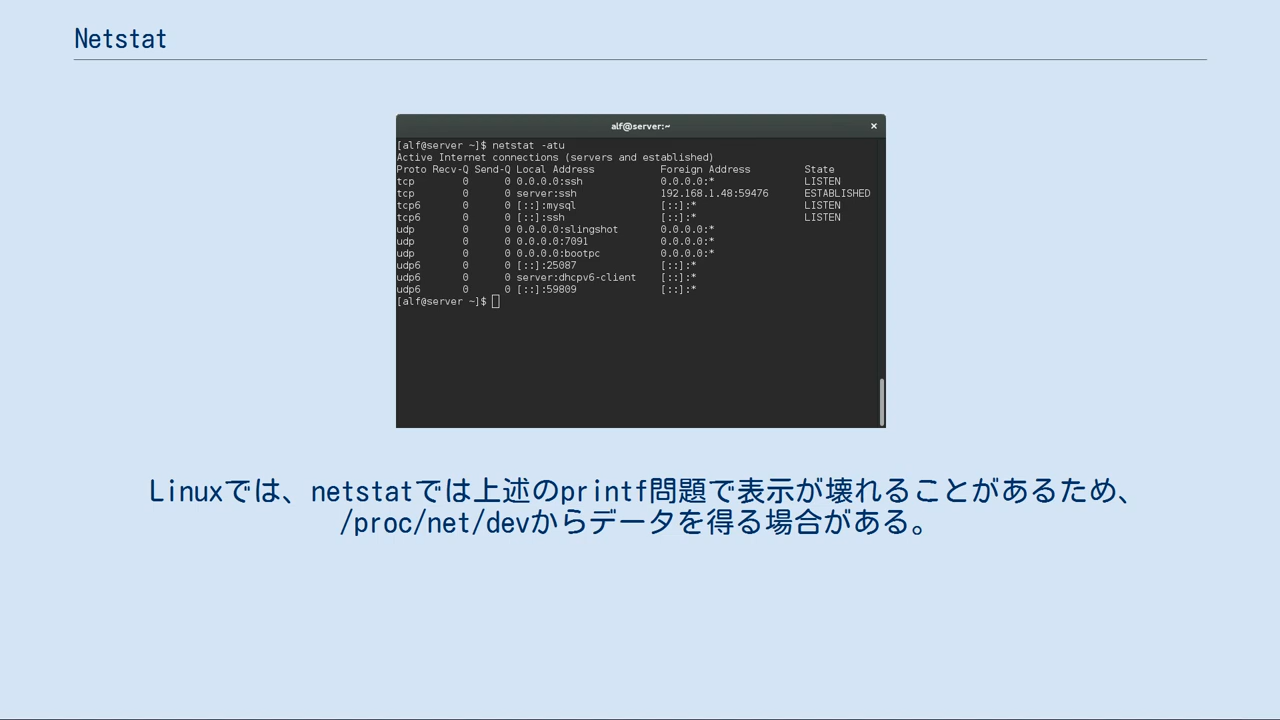 Netstat
alf@server:~
×
[alf@server ~]$ netstat -atu
Active Internet connections (servers and established)
Proto Recv-Q Send-Q Local Address           Foreign Address         State
tcp        0      0 0.0.0.0:ssh             0.0.0.0:*               LISTEN
tcp        0      0 server:ssh              192.168.1.48:59476      ESTABLISHED
tcp6       0      0 [::]:mysql              [::]:*                  LISTEN
tcp6       0      0 [::]:ssh                [::]:*                  LISTEN
udp        0      0 0.0.0.0:slingshot       0.0.0.0:*
udp        0      0 0.0.0.0:7091            0.0.0.0:*
udp        0      0 0.0.0.0:bootpc          0.0.0.0:*
udp6       0      0 [::]:25087              [::]:*
udp6       0      0 server:dhcpv6-client    [::]:*
udp6       0      0 [::]:59809              [::]:*
[alf@server ~]$
Linuxでは、netstatでは上述のprintf問題で表示が壊れることがあるため、
/proc/net/devからデータを得る場合がある。